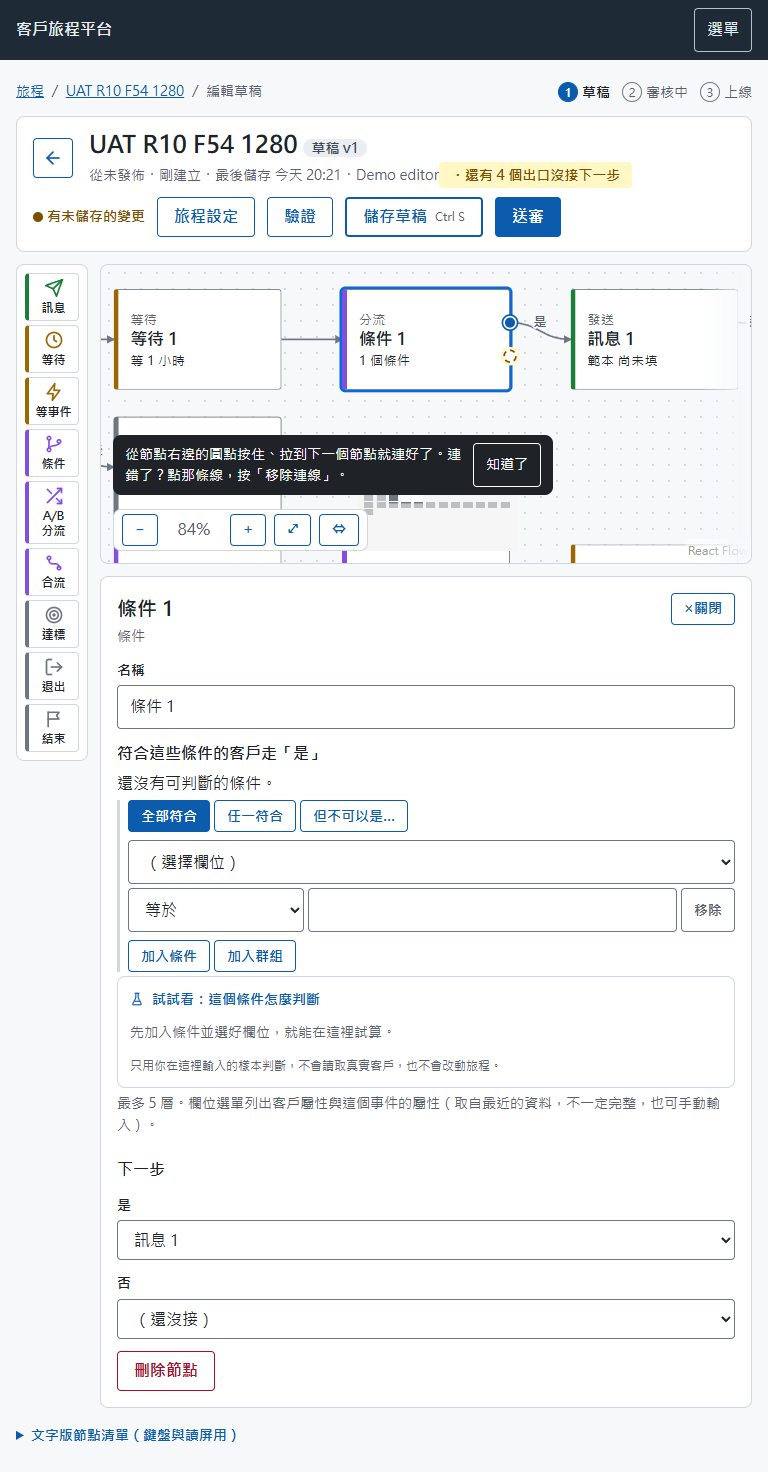 客戶旅程平台
選單
旅程 / UAT R10 F54 1280 / 編輯草稿
1 草稿 2 審核中 3 上線
UAT R10 F54 1280 草稿 v1
從未發佈 · 剛建立 · 最後儲存 今天 20:21 · Demo editor · 還有 4 個出口沒接下一步
有未儲存的變更
旅程設定
驗證
儲存草稿 Ctrl S
送審
訊息
等待
等事件
條件
A/B
分流
合流
達標
退出
結束
等待
等待 1
等 1 小時
分流
條件 1
1 個條件
是
發送
訊息 1
範本 尚未填
從節點右邊的圓點按住、拉到下一個節點就連好了。連
錯了？點那條線，按「移除連線」。
知道了
− 84% +
React Flow
條件 1
×關閉
條件
名稱
條件 1
符合這些條件的客戶走「是」
還沒有可判斷的條件。
全部符合
任一符合
但不可以是...
（選擇欄位）
等於
移除
加入條件
加入群組
試試看：這個條件怎麼判斷
先加入條件並選好欄位，就能在這裡試算。
只用你在這裡輸入的樣本判斷，不會讀取真實客戶，也不會改動旅程。
最多 5 層。欄位選單列出客戶屬性與這個事件的屬性（取自最近的資料，不一定完整，也可手動輸
入）。
下一步
是
訊息 1
否
（還沒接）
刪除節點
文字版節點清單（鍵盤與讀屏用）